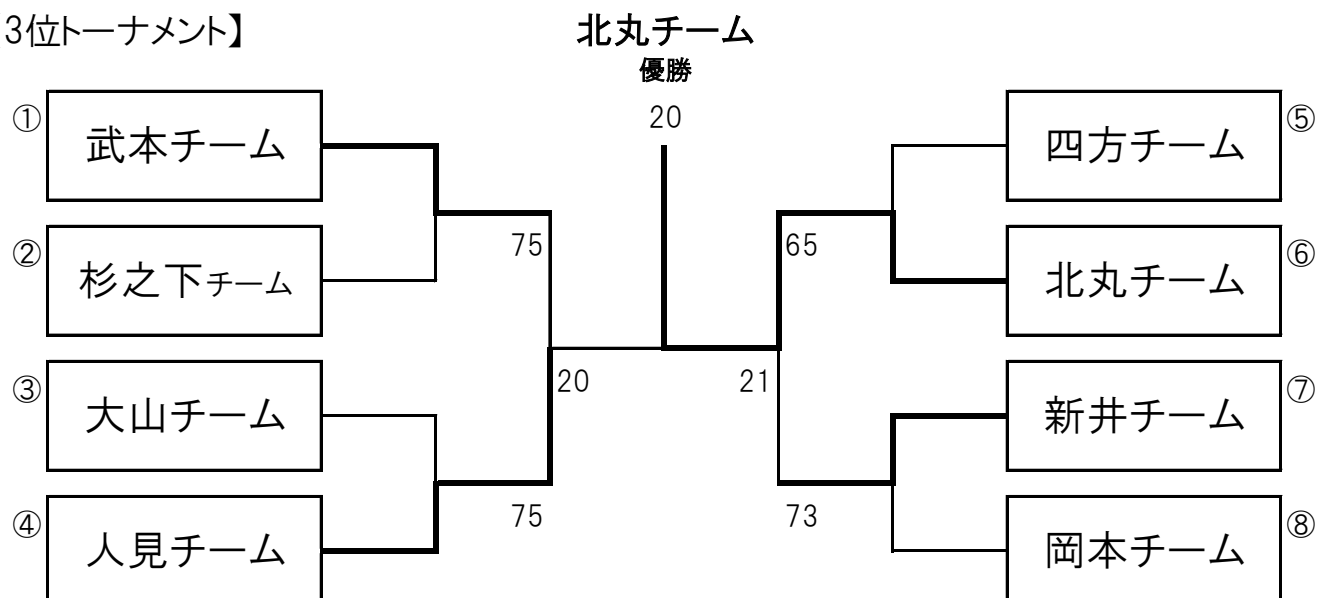 3位トーナメント】
北丸チーム
優勝
20
① 武本チーム
② 杉之下チーム
③ 大山チーム
④ 人見チーム
75
20
75
65
21
73
四方チーム ⑤
北丸チーム ⑥
新井チーム ⑦
岡本チーム ⑧